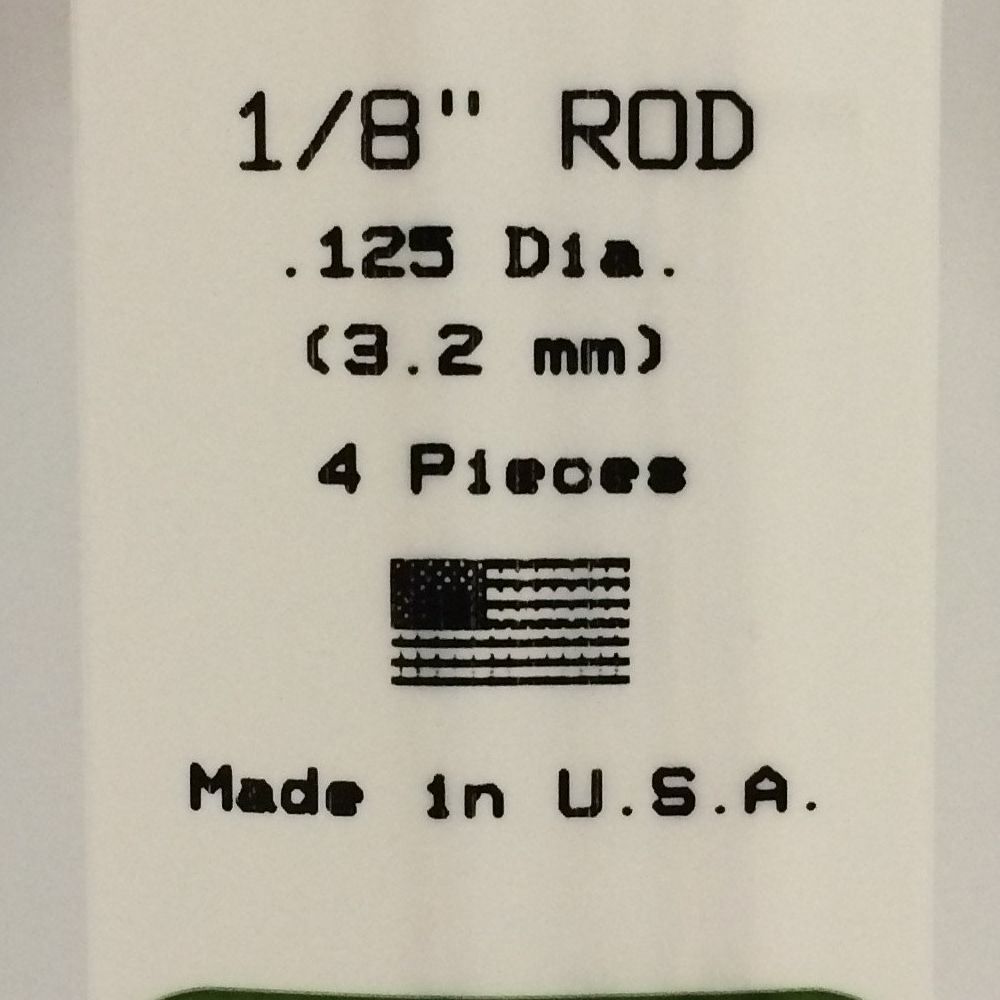 1/8" ROD
.125 Dia.
(3.2 mm)
4 Pieces
Made in U.S.A.